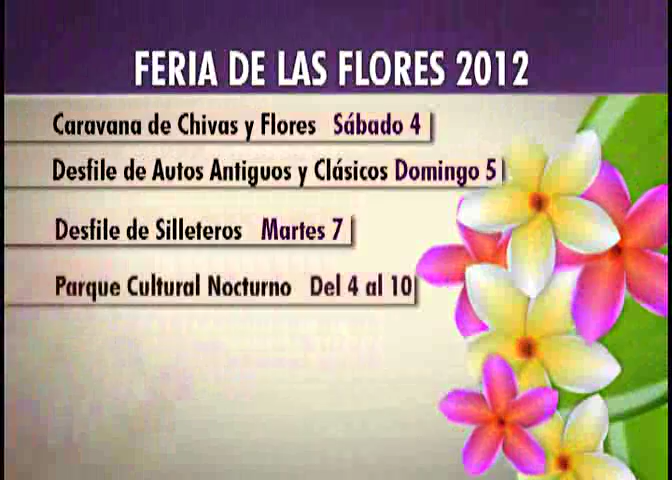 FERIA DE LAS FLORES 2012
Caravana de Chivas y Flores Sábado 4
Desfile de Autos Antiguos y Clásicos Domingo 5
Desfile de Silleteros Martes 7
Parque Cultural Nocturno Del 4 al 10